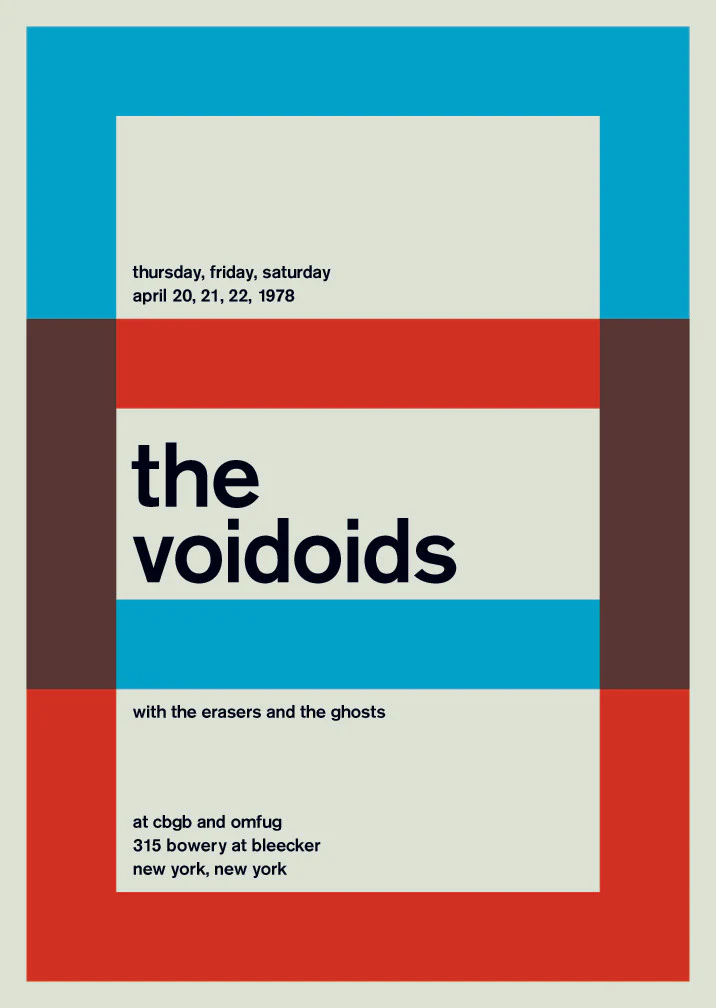 thursday, friday, saturday
april 20, 21, 22, 1978
the
voidoids
with the erasers and the ghosts
at cbgb and omfug
315 bowery at bleecker
new york, new york